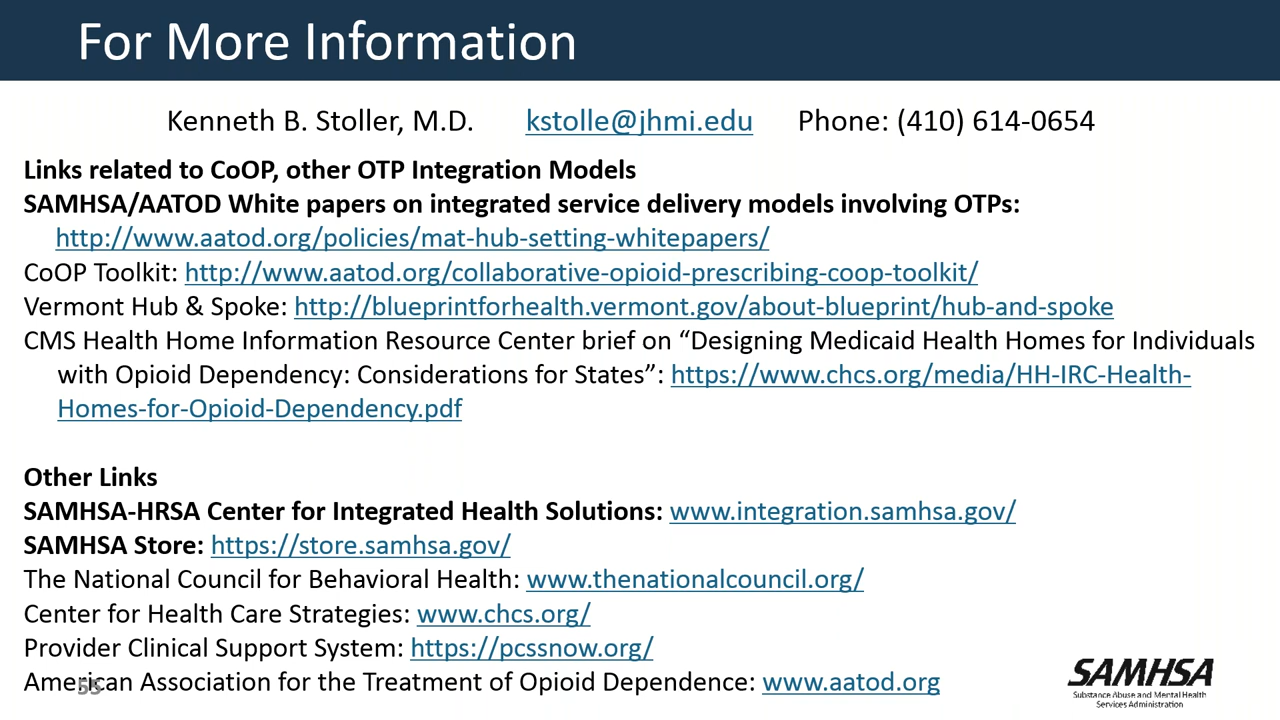 For More Information
Kenneth B. Stoller, M.D. kstolle@jhmi.edu Phone: (410) 614-0654
Links related to CoOP, other OTP Integration Models
SAMHSA/AATOD White papers on integrated service delivery models involving OTPs:
http://www.aatod.org/policies/mat-hub-setting-whitepapers/
CoOP Toolkit: http://www.aatod.org/collaborative-opioid-prescribing-coop-toolkit/
Vermont Hub & Spoke: http://blueprintforhealth.vermont.gov/about-blueprint/hub-and-spoke
CMS Health Home Information Resource Center brief on “Designing Medicaid Health Homes for Individuals
with Opioid Dependency: Considerations for States”: https://www.chcs.org/media/HH-IRC-Health-
Homes-for-Opioid-Dependency.pdf
Other Links
SAMHSA-HRSA Center for Integrated Health Solutions: www.integration.samhsa.gov/
SAMHSA Store: https://store.samhsa.gov/
The National Council for Behavioral Health: www.thenationalcouncil.org/
Center for Health Care Strategies: www.chcs.org/
Provider Clinical Support System: https://pcssnow.org/
American Association for the Treatment of Opioid Dependence: www.aatod.org
55
SAMHSA
Substance Abuse and Mental Health
Services Administration